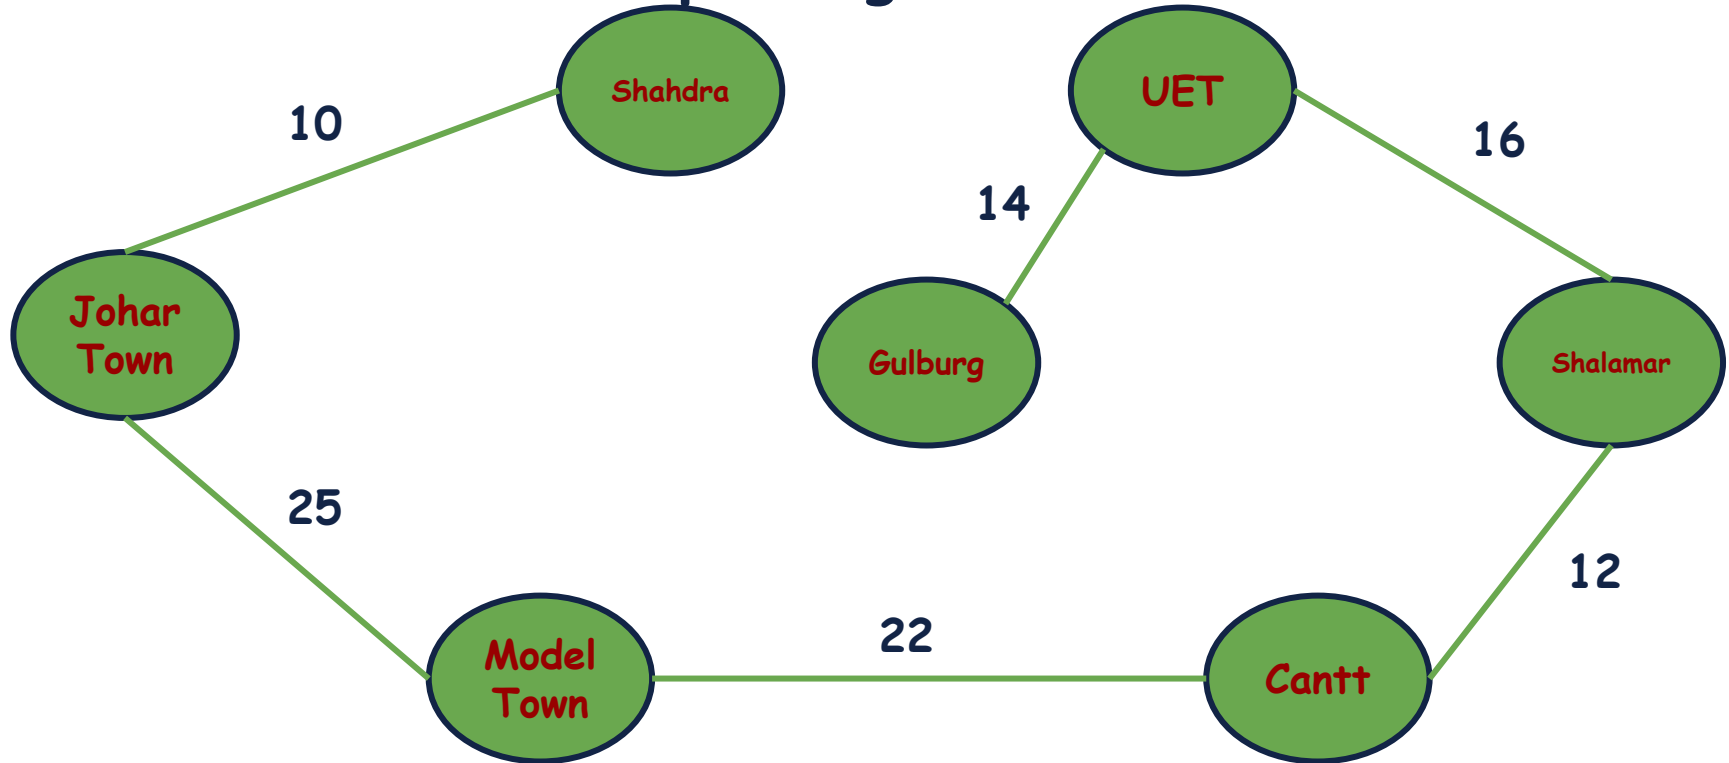 Shahdra
UET
10
16
14
Johar
Town
Gulburg
Shalamar
25
12
22
Model
Town
Cantt